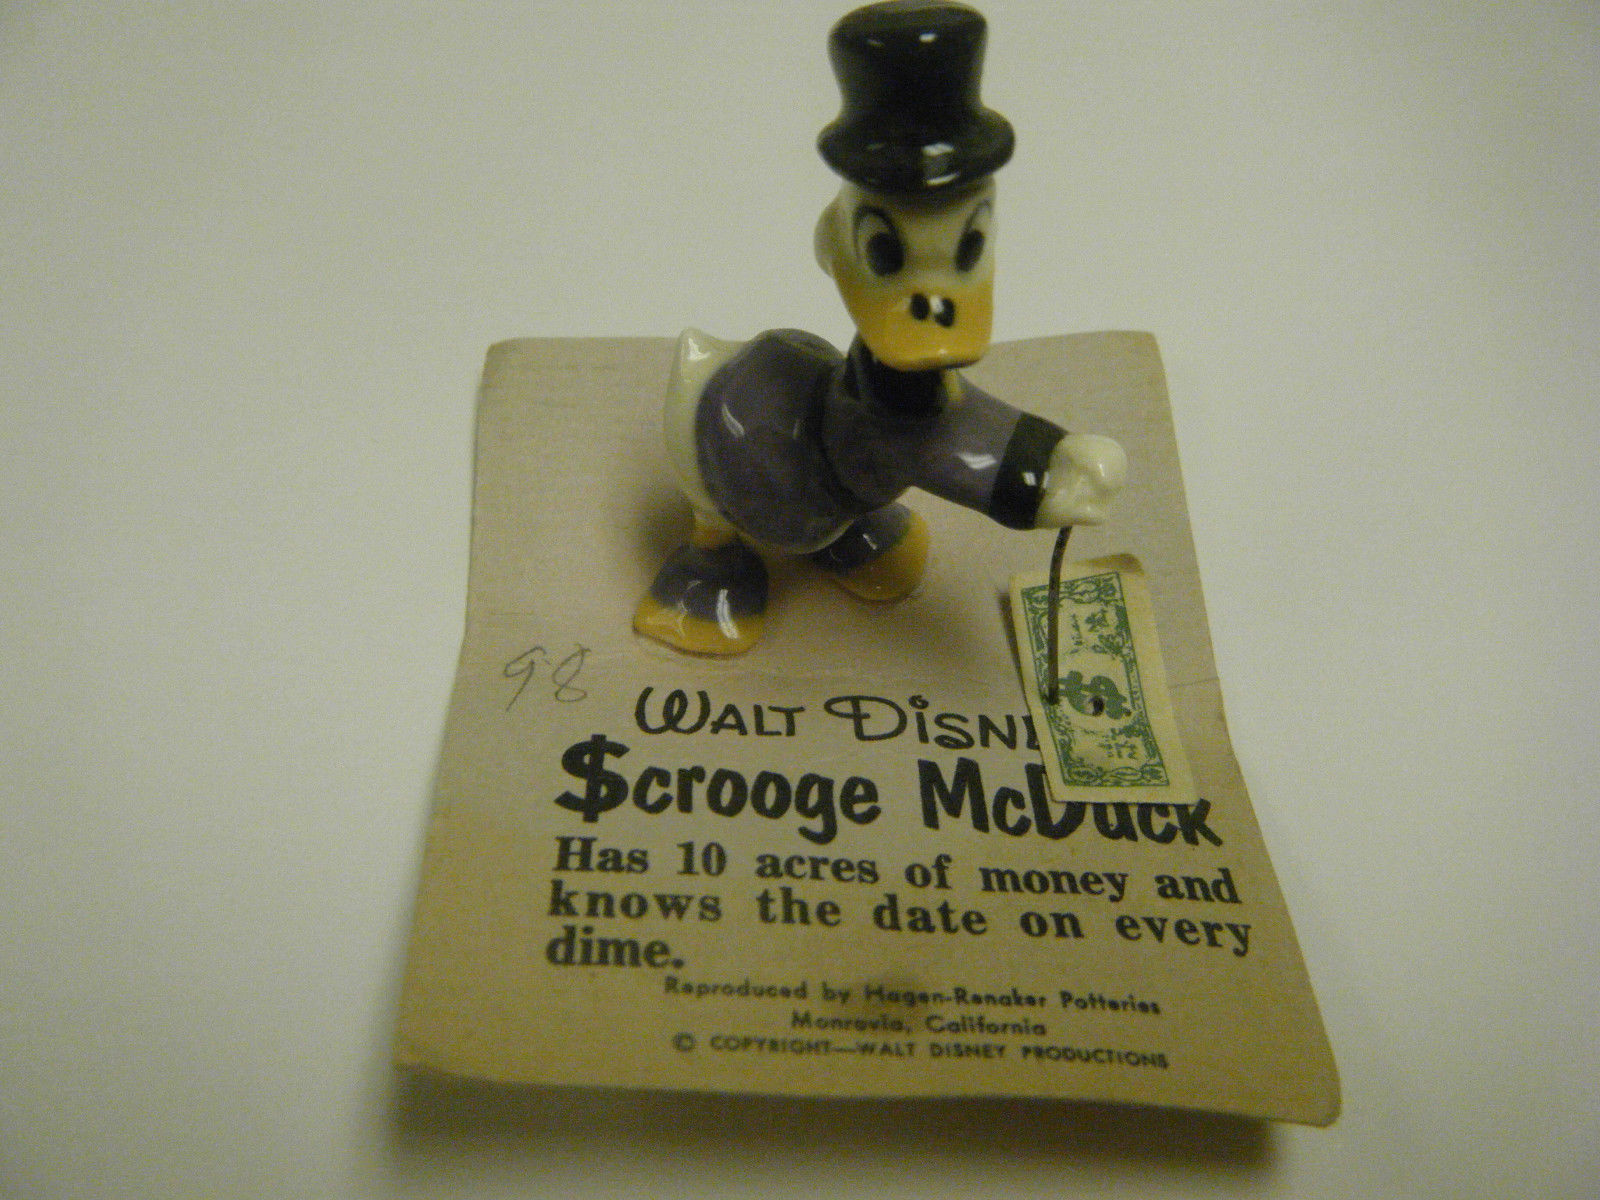 98
WALT DISN
$
$crooge McDuck
Has 10 acres of money and
knows the date on every
dime.
Reproduced by Hagen-Renaker Potteries
Monrovia, California
© COPYRIGHT—WALT DISNEY PRODUCTIONS